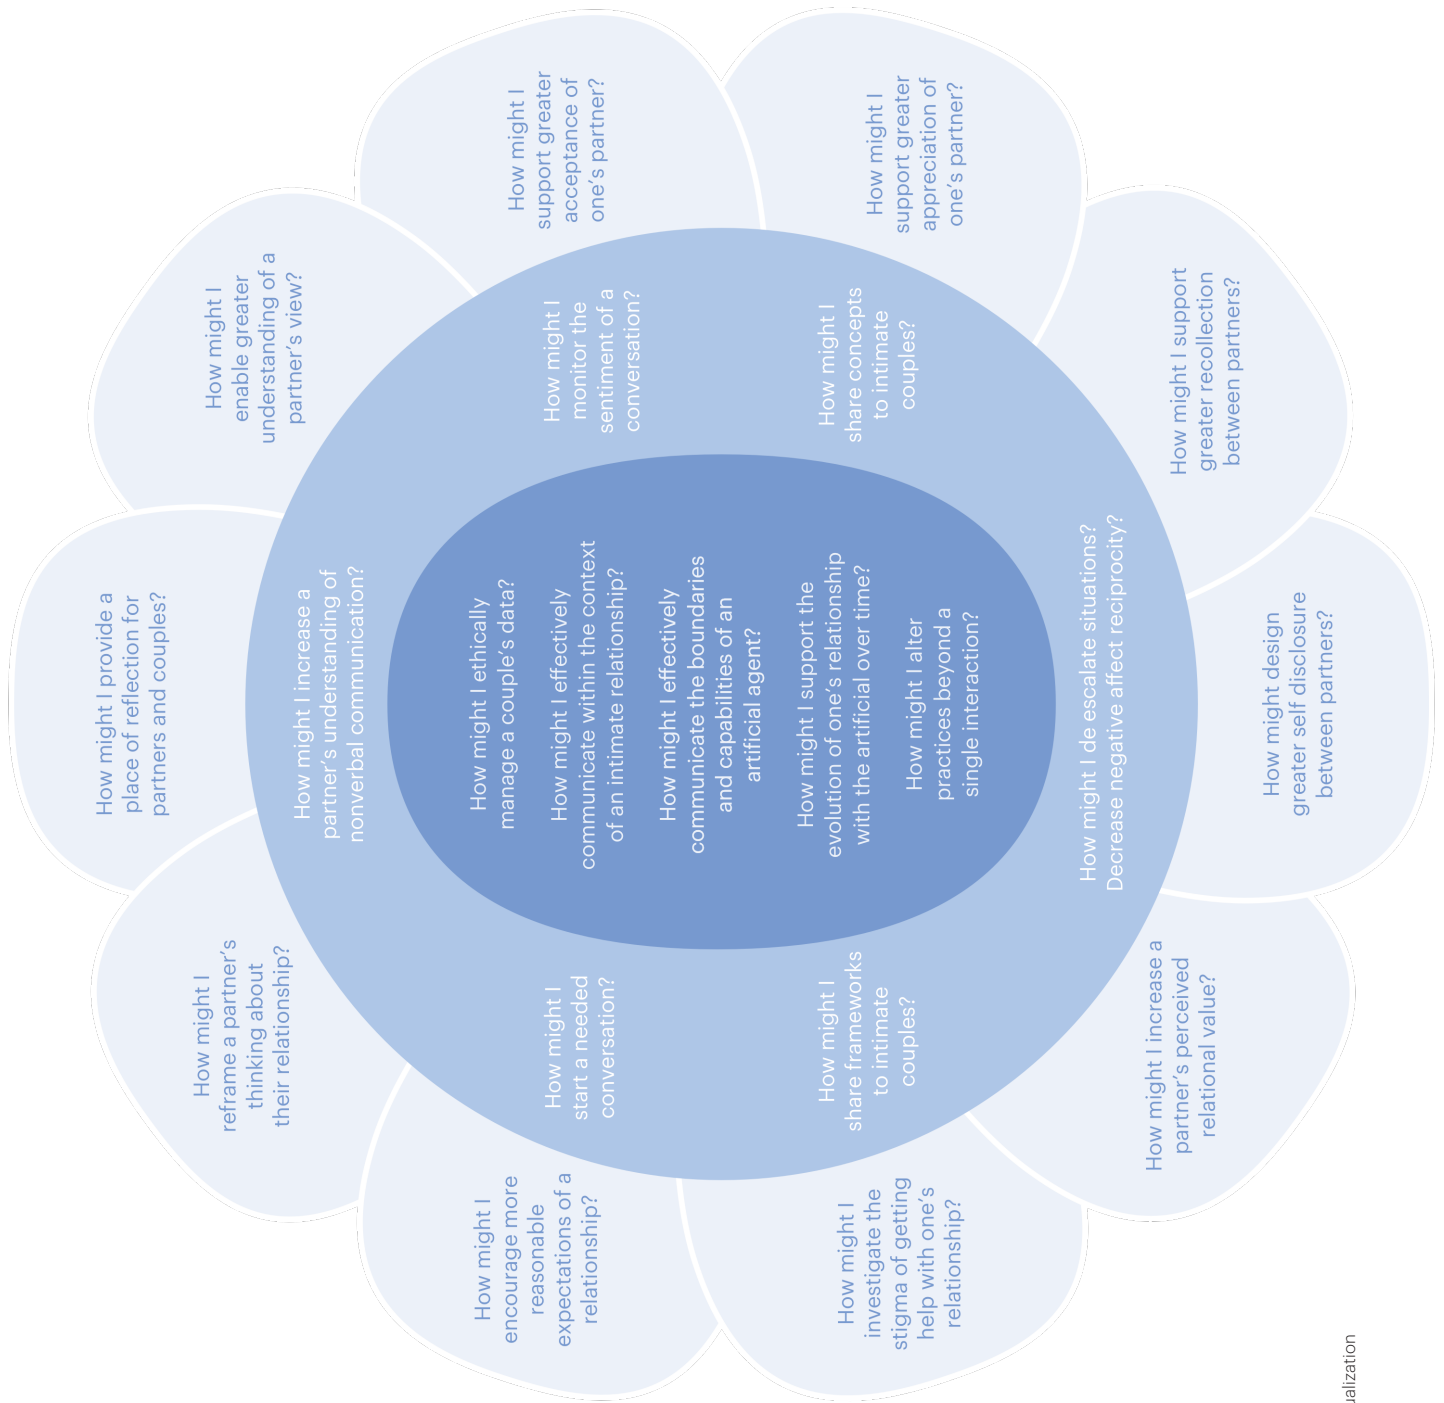 How might I provide a
place of reflection for
partners and couples?
How might I
reframe a partner's
thinking about
their relationship?
How might I
enable greater
understanding of a
partner's view?
How might I increase a
partner's understanding of
nonverbal communication?
How might I
encourage more
reasonable
expectations of a
relationship?
How might I
start a needed
conversation?
How might I ethically
manage a couple's data?
How might I effectively
communicate within the context
of an intimate relationship?
How might I effectively
communicate the boundaries
and capabilities of an
artificial agent?
How might I support the
evolution of one's relationship
with the artificial over time?
How might I alter
practices beyond a
single interaction?
How might I
monitor the
sentiment of a
conversation?
How might I
support greater
acceptance of
one's partner?
How might I
investigate the
stigma of getting
help with one's
relationship?
How might I
share frameworks
to intimate
couples?
How might I
share concepts
to intimate
couples?
How might I
support greater
appreciation of
one's partner?
How might I de escalate situations?
Decrease negative affect reciprocity?
How might I increase a
partner's perceived
relational value?
How might I support
greater recollection
between partners?
How might design
greater self disclosure
between partners?
ualization